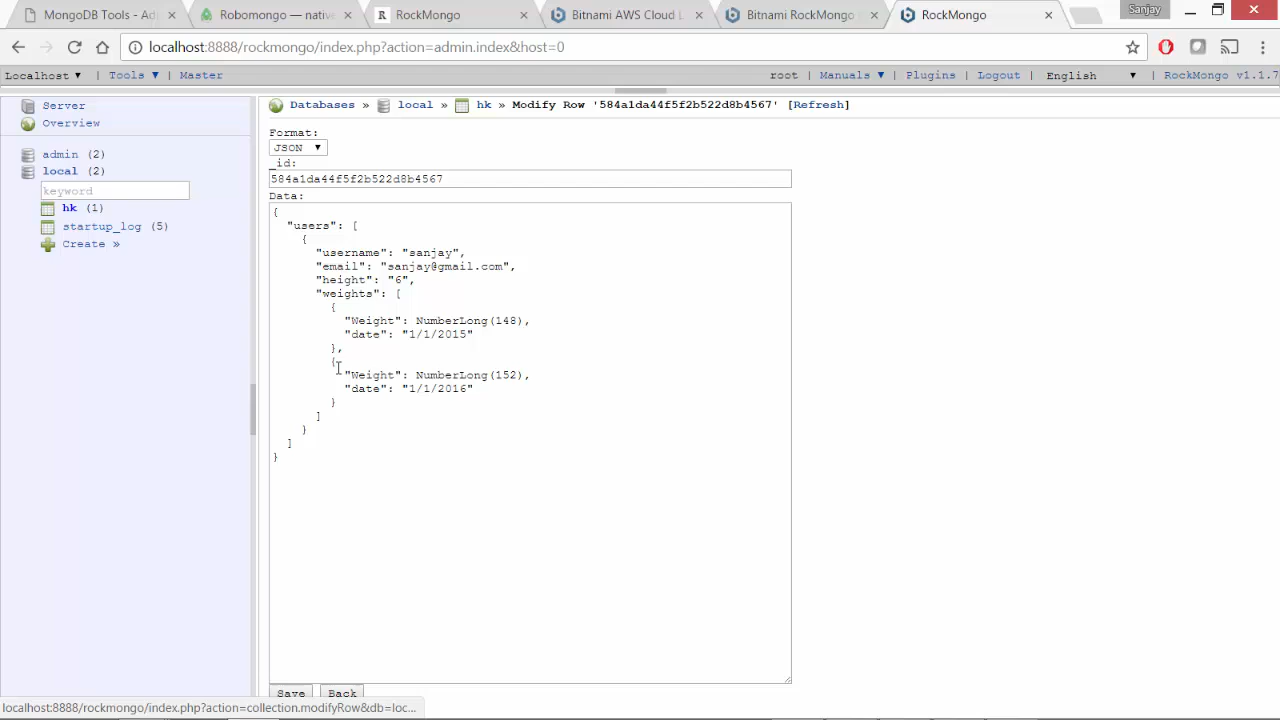 MongoDB Tools - Ad
Robomongo — native
RockMongo
Bitnami AWS Cloud L
Bitnami RockMongo
RockMongo
Sanjay
localhost:8888/rockmongo/index.php?action=admin.index&host=0
Localhost ▼ | Tools ▼ | Master
root | Manuals ▼ | Plugins | Logout | English ▼ | RockMongo v1.1.7
Server
Overview
admin (2)
local (2)
keyword
hk (1)
startup_log (5)
Create »
Databases » local » hk » Modify Row '584a1da44f5f2b522d8b4567' [Refresh]
Format:
JSON ▼
_id:
584a1da44f5f2b522d8b4567
Data:
{
"users": [
{
"username": "sanjay",
"email": "sanjay@gmail.com",
"height": "6",
"weights": [
{
"Weight": NumberLong(148),
"date": "1/1/2015"
},
{
"Weight": NumberLong(152),
"date": "1/1/2016"
}
]
}
]
}
Save Back
localhost:8888/rockmongo/index.php?action=collection.modifyRow&db=loc...